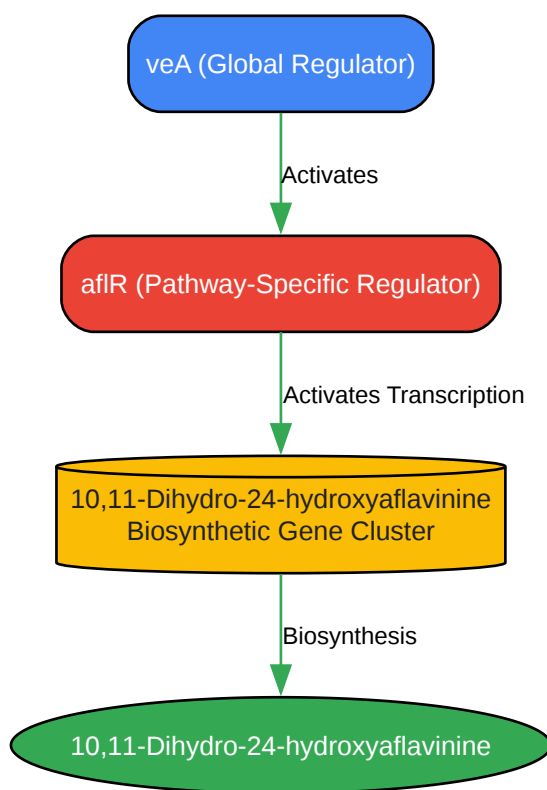 veA (Global Regulator)
Activates
aflR (Pathway-Specific Regulator)
Activates Transcription
10,11-Dihydro-24-hydroxyaflavinine
Biosynthetic Gene Cluster
Biosynthesis
10,11-Dihydro-24-hydroxyaflavinine